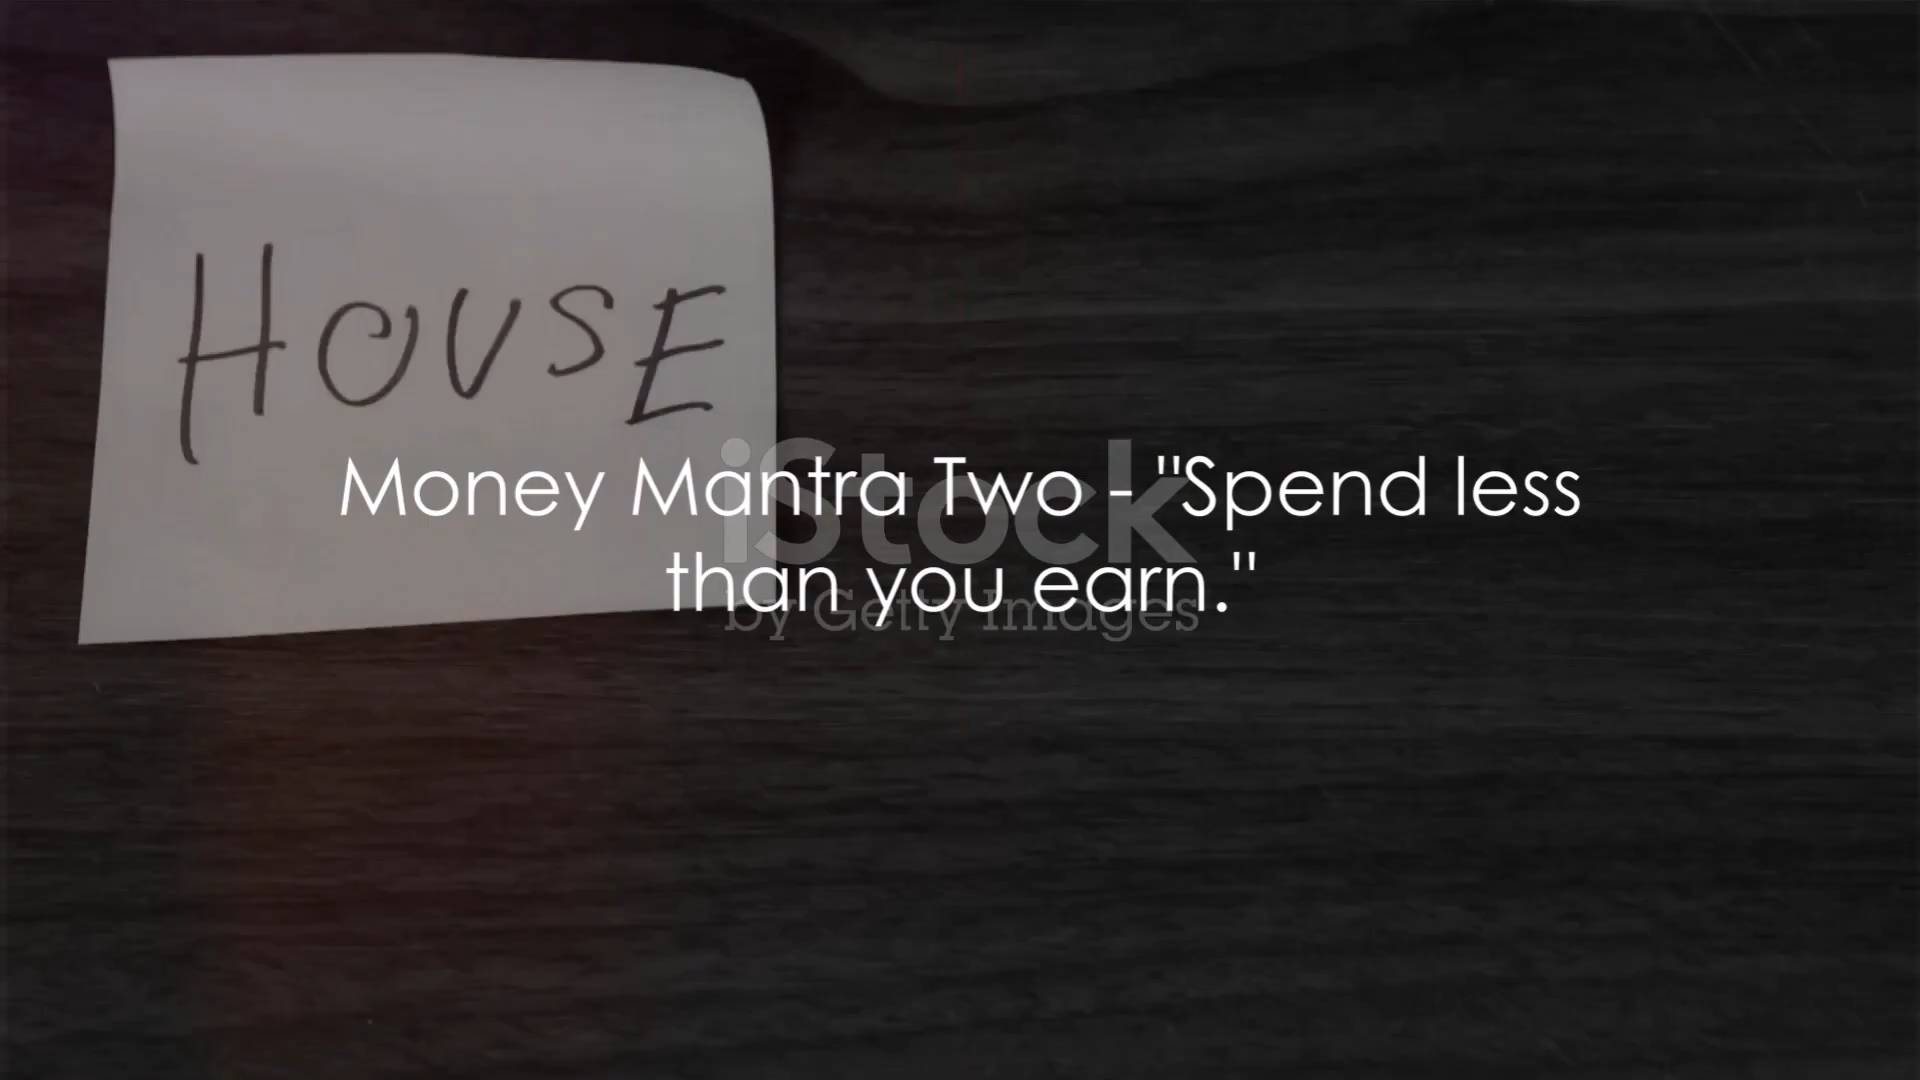 HOUSE
Money Mantra Two - "Spend less
than you earn."
iStock
by Getty Images